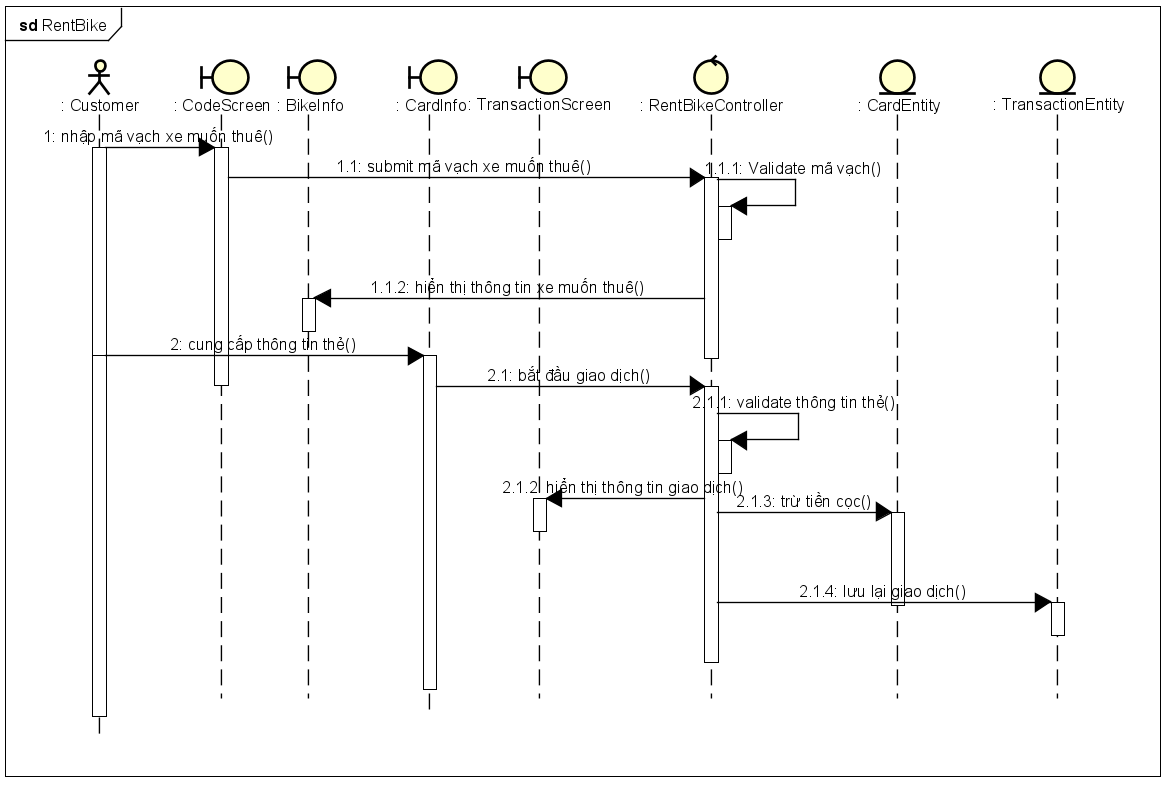 sd RentBike
: Customer
: CodeScreen
: BikeInfo
: CardInfo
: TransactionScreen
: RentBikeController
: CardEntity
: TransactionEntity
1: nhập mã vạch xe muốn thuê()
1.1: submit mã vạch xe muốn thuê()
1.1.1: Validate mã vạch()
1.1.2: hiển thị thông tin xe muốn thuê()
2: cung cấp thông tin thẻ()
2.1: bắt đầu giao dịch()
2.1.1: validate thông tin thẻ()
2.1.2: hiển thị thông tin giao dịch()
2.1.3: trừ tiền cọc()
2.1.4: lưu lại giao dịch()